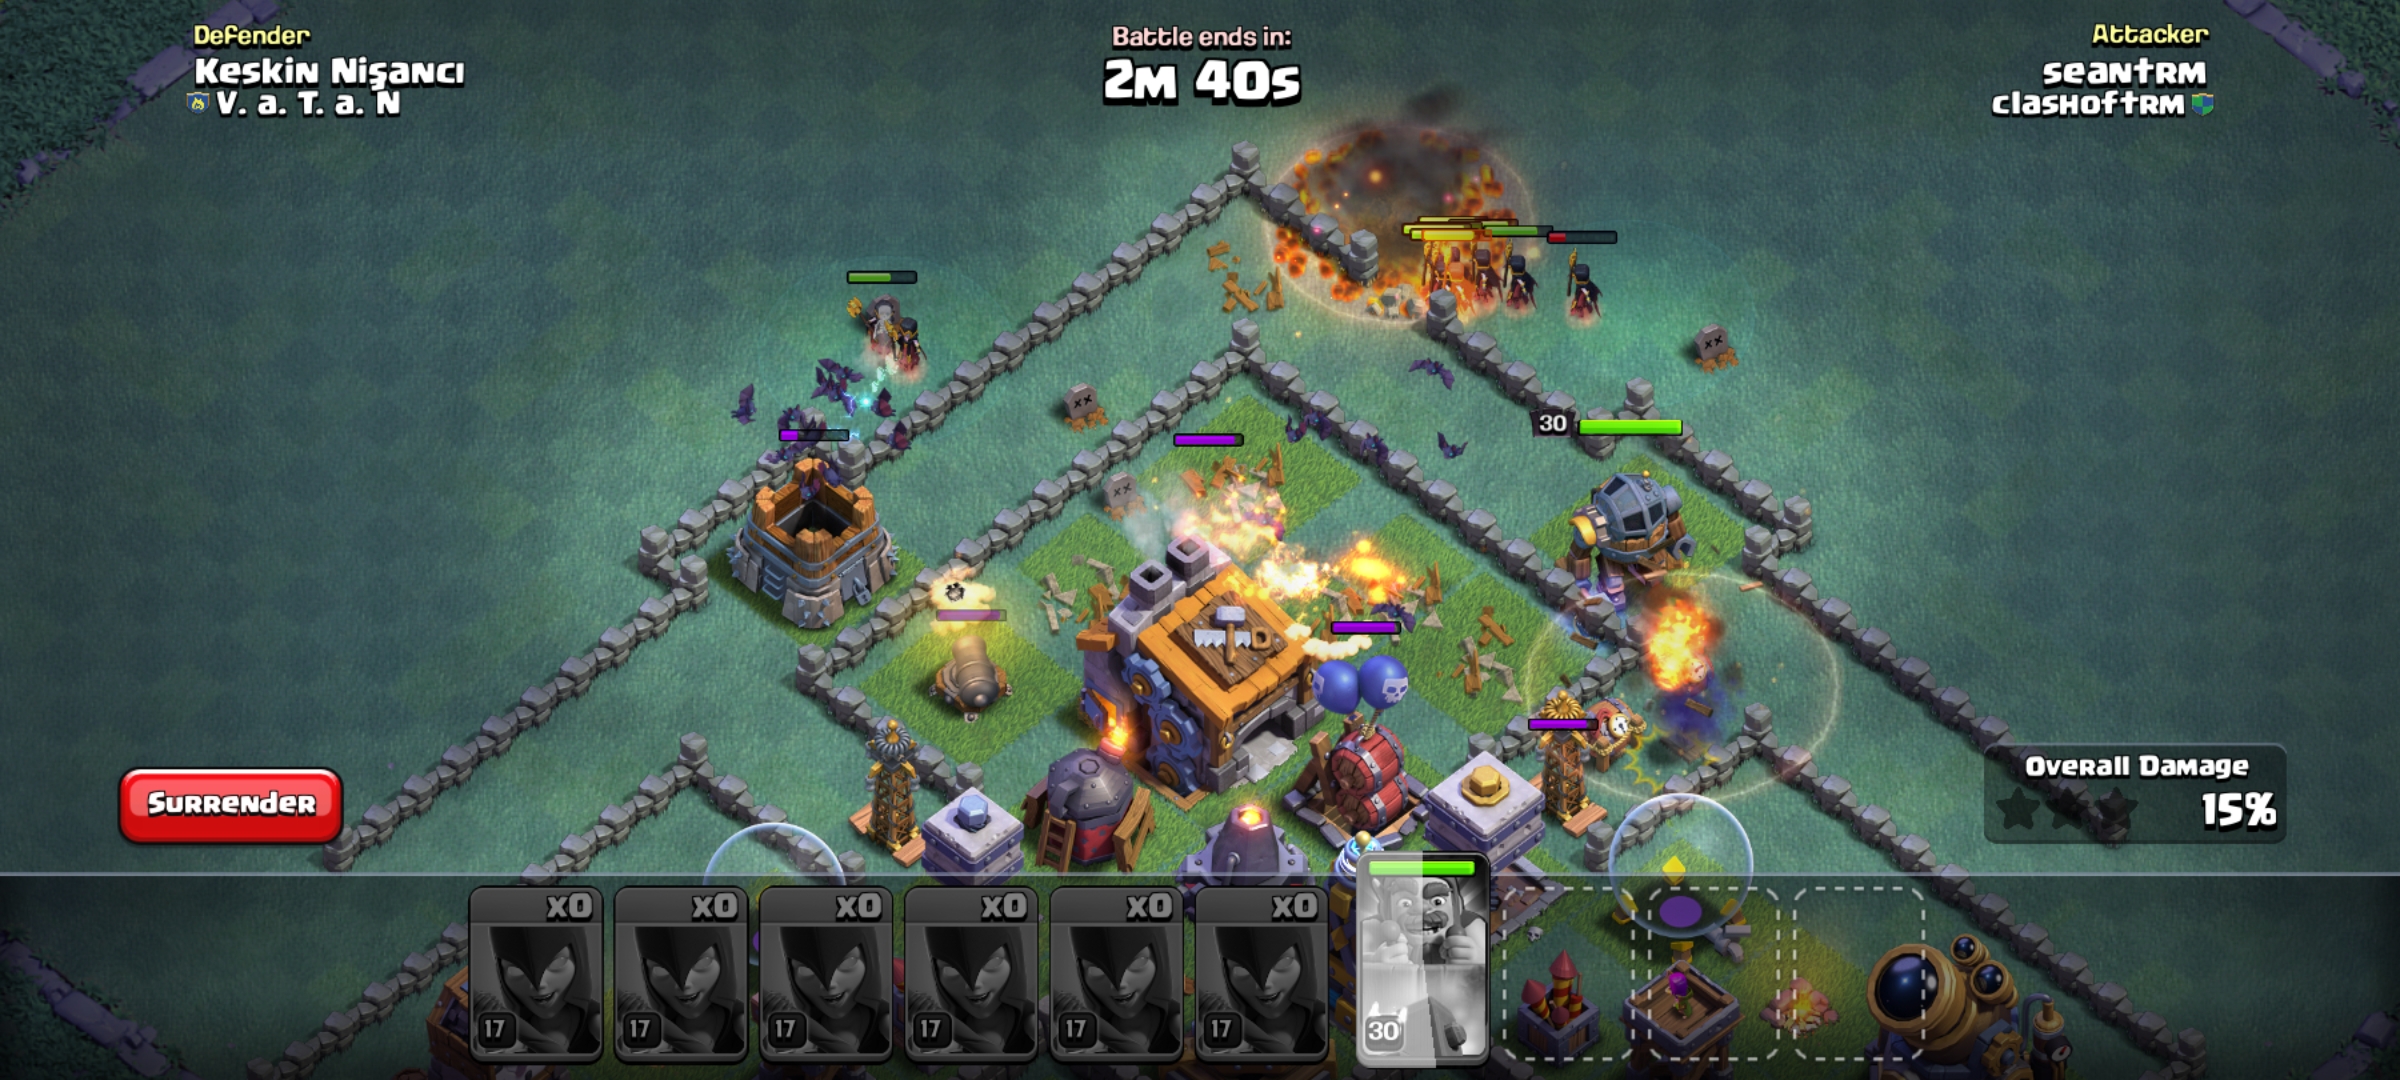 Defender
Keskin Nişancı
V. a. T. a. N
Battle ends in:
2M 40s
Attacker
seantRM
clashoftRM
30
Surrender
Overall Damage
15%
x0
x0
x0
x0
x0
x0
17
17
17
17
17
17
30